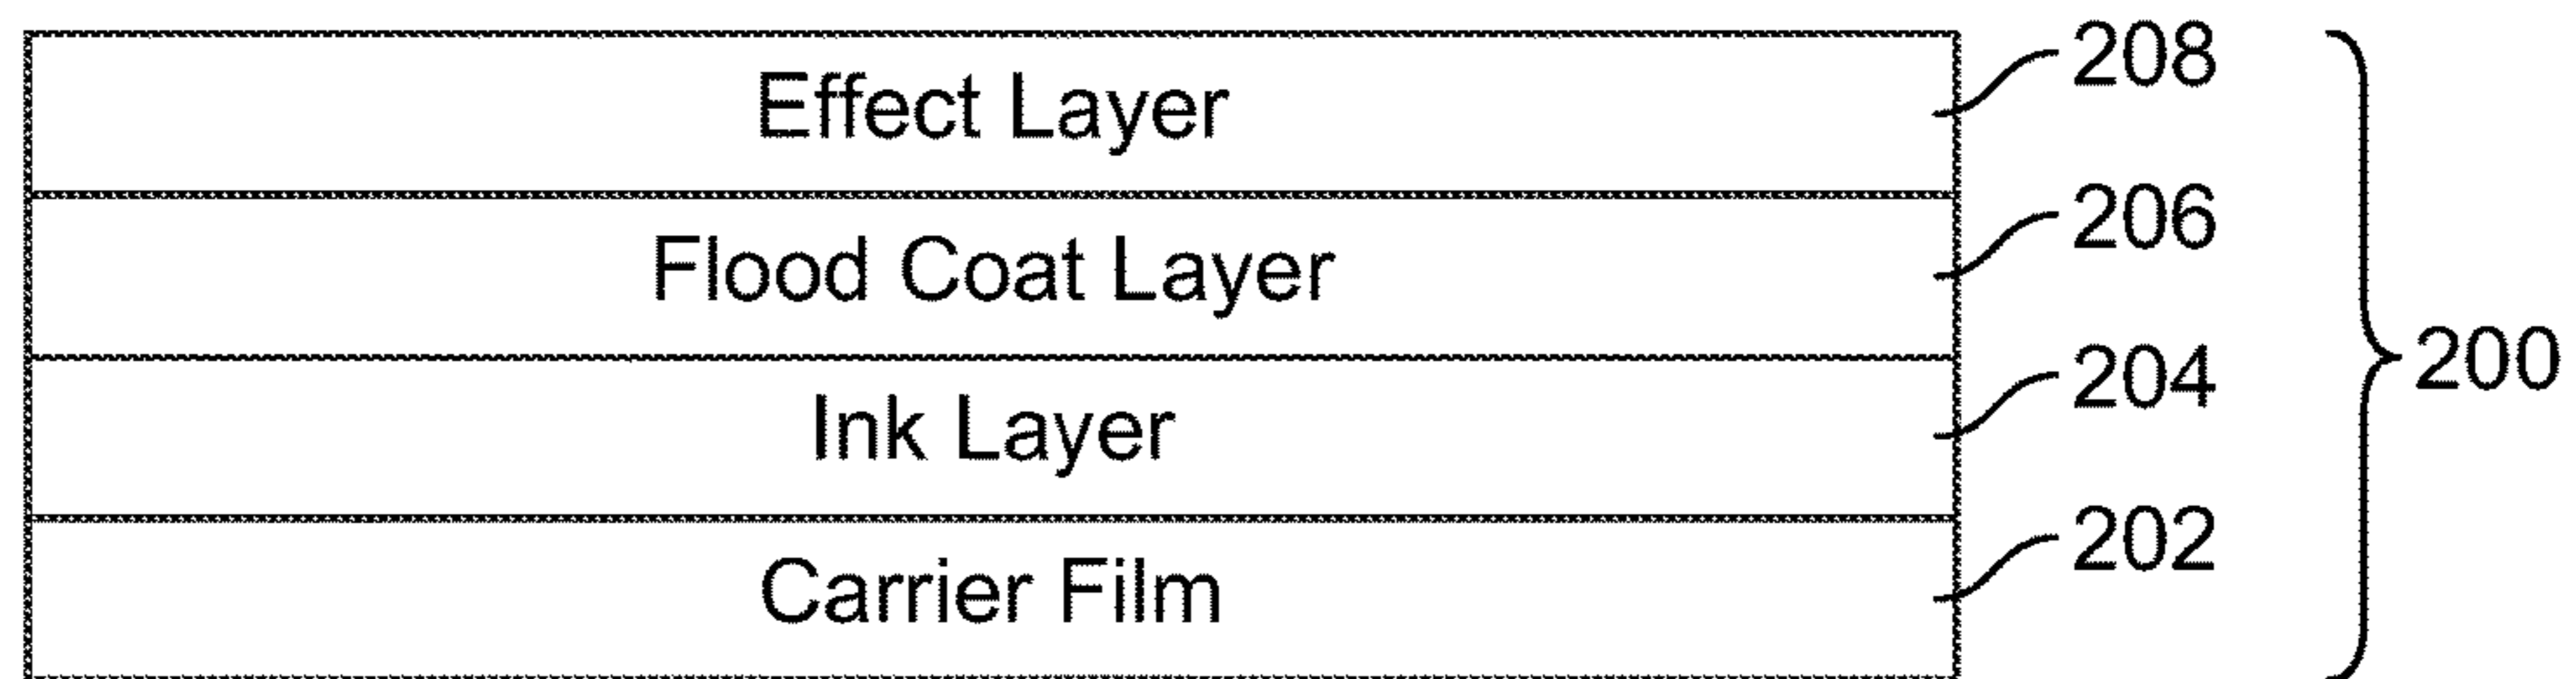 Effect Layer 208
Flood Coat Layer 206
Ink Layer 204
200
Carrier Film 202